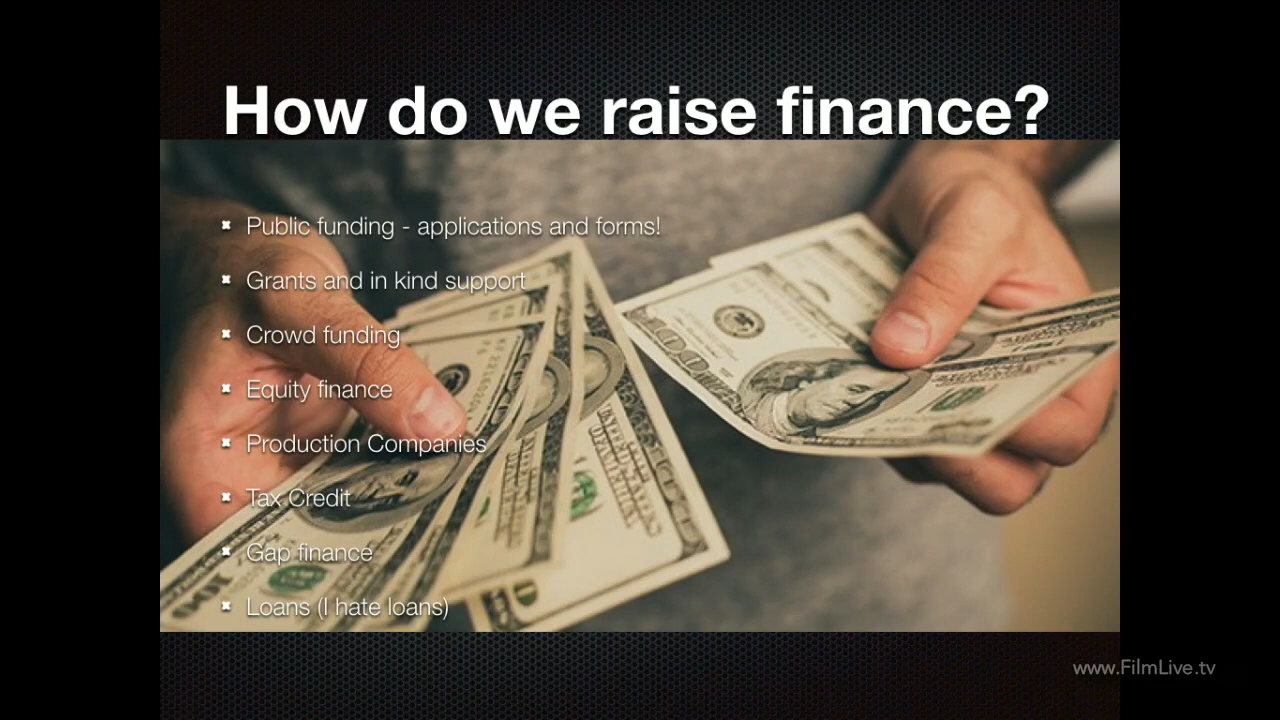 How do we raise finance?
Public funding - applications and forms!
Grants and in kind support
Crowd funding
Equity finance
Production Companies
Tax Credit
Gap finance
Loans (I hate loans)
www.FilmLive.tv